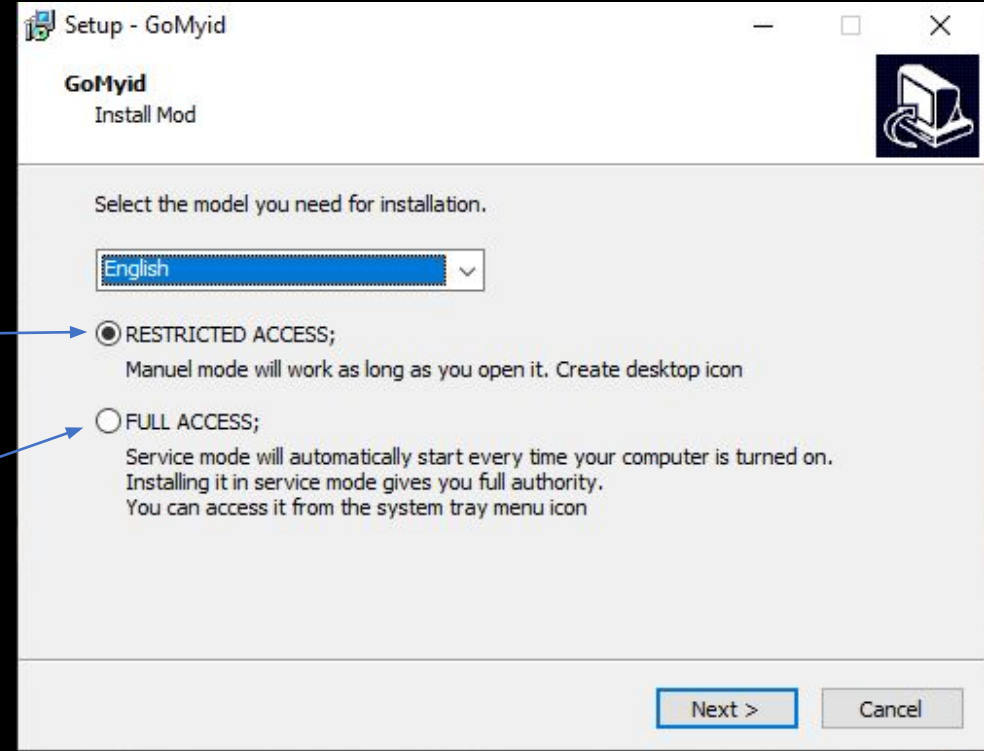 Setup - GoMyid
GoMyid
Install Mod
Select the model you need for installation.
English
RESTRICTED ACCESS;
Manuel mode will work as long as you open it. Create desktop icon
FULL ACCESS;
Service mode will automatically start every time your computer is turned on.
Installing it in service mode gives you full authority.
You can access it from the system tray menu icon
Next >
Cancel